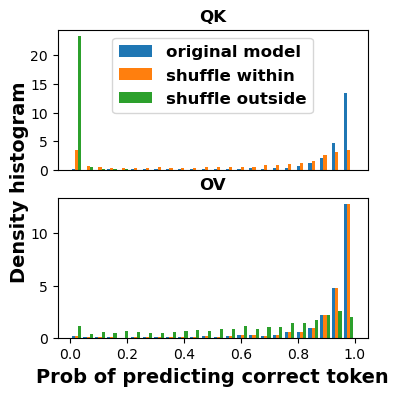 QK
20
15
10
5
0
original model
shuffle within
shuffle outside
Density histogram
OV
10
5
0
0.0 0.2 0.4 0.6 0.8 1.0
Prob of predicting correct token